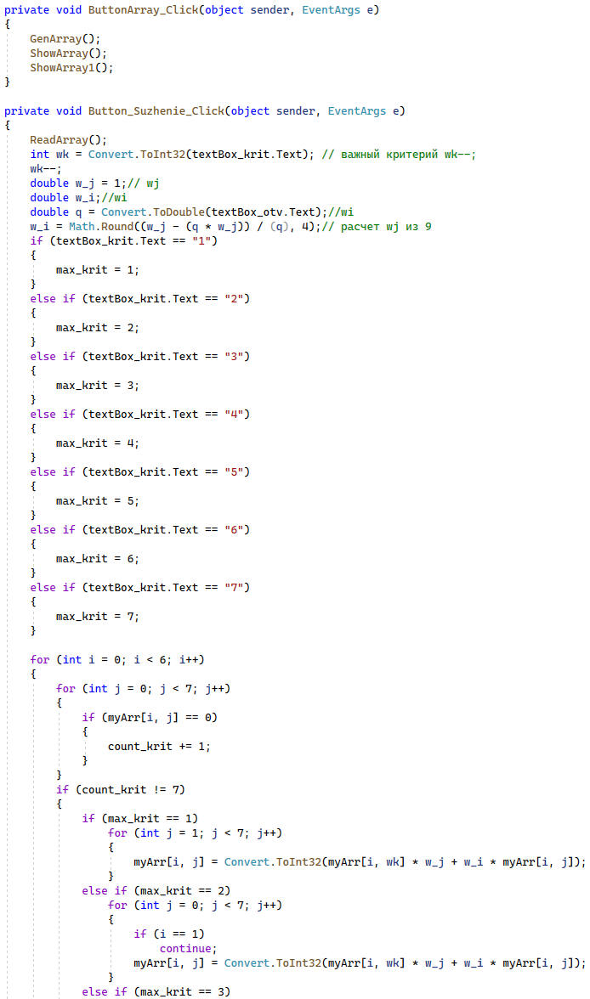 private void ButtonArray_Click(object sender, EventArgs e)
{
    GenArray();
    ShowArray();
    ShowArray1();
}

private void Button_Suzhenie_Click(object sender, EventArgs e)
{
    ReadArray();
    int wk = Convert.ToInt32(textBox_krit.Text); // важный критерий wk--;
    wk--;
    double w_j = 1;// wj
    double w_i;//wi
    double q = Convert.ToDouble(textBox_otv.Text);//wi
    w_i = Math.Round((w_j - (q * w_j)) / (q), 4);// расчет wj из 9
    if (textBox_krit.Text == "1")
    {
        max_krit = 1;
    }
    else if (textBox_krit.Text == "2")
    {
        max_krit = 2;
    }
    else if (textBox_krit.Text == "3")
    {
        max_krit = 3;
    }
    else if (textBox_krit.Text == "4")
    {
        max_krit = 4;
    }
    else if (textBox_krit.Text == "5")
    {
        max_krit = 5;
    }
    else if (textBox_krit.Text == "6")
    {
        max_krit = 6;
    }
    else if (textBox_krit.Text == "7")
    {
        max_krit = 7;
    }

    for (int i = 0; i < 6; i++)
    {
        for (int j = 0; j < 7; j++)
        {
            if (myArr[i, j] == 0)
            {
                count_krit += 1;
            }
        }
        if (count_krit != 7)
        {
            if (max_krit == 1)
                for (int j = 1; j < 7; j++)
                {
                    myArr[i, j] = Convert.ToInt32(myArr[i, wk] * w_j + w_i * myArr[i, j]);
                }
            else if (max_krit == 2)
                for (int j = 0; j < 7; j++)
                {
                    if (i == 1)
                        continue;
                    myArr[i, j] = Convert.ToInt32(myArr[i, wk] * w_j + w_i * myArr[i, j]);
                }
            else if (max_krit == 3)